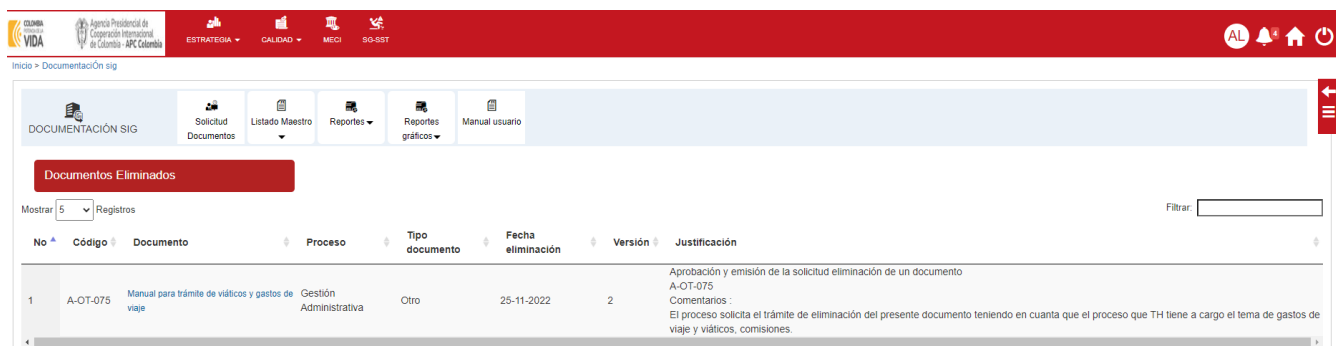 COLOMBIA
POTENCIA DE LA
VIDA
Agencia Presidencial de
Cooperación Internacional
de Colombia - APC Colombia
ESTRATEGIA
CALIDAD
MECI
SG-SST
AL
4
Inicio > DocumentaciÓn sig
DOCUMENTACIÓN SIG
Solicitud
Documentos
Listado Maestro
Reportes
Reportes
gráficos
Manual usuario
Documentos Eliminados
Mostrar 5 Registros
Filtrar:
No Código Documento Proceso Tipo documento Fecha eliminación Versión Justificación
1 A-OT-075 Manual para trámite de viáticos y gastos de viaje Gestión Administrativa Otro 25-11-2022 2
Aprobación y emisión de la solicitud eliminación de un documento
A-OT-075
Comentarios :
El proceso solicita el trámite de eliminación del presente documento teniendo en cuanta que el proceso que TH tiene a cargo el tema de gastos de
viaje y viáticos, comisiones.